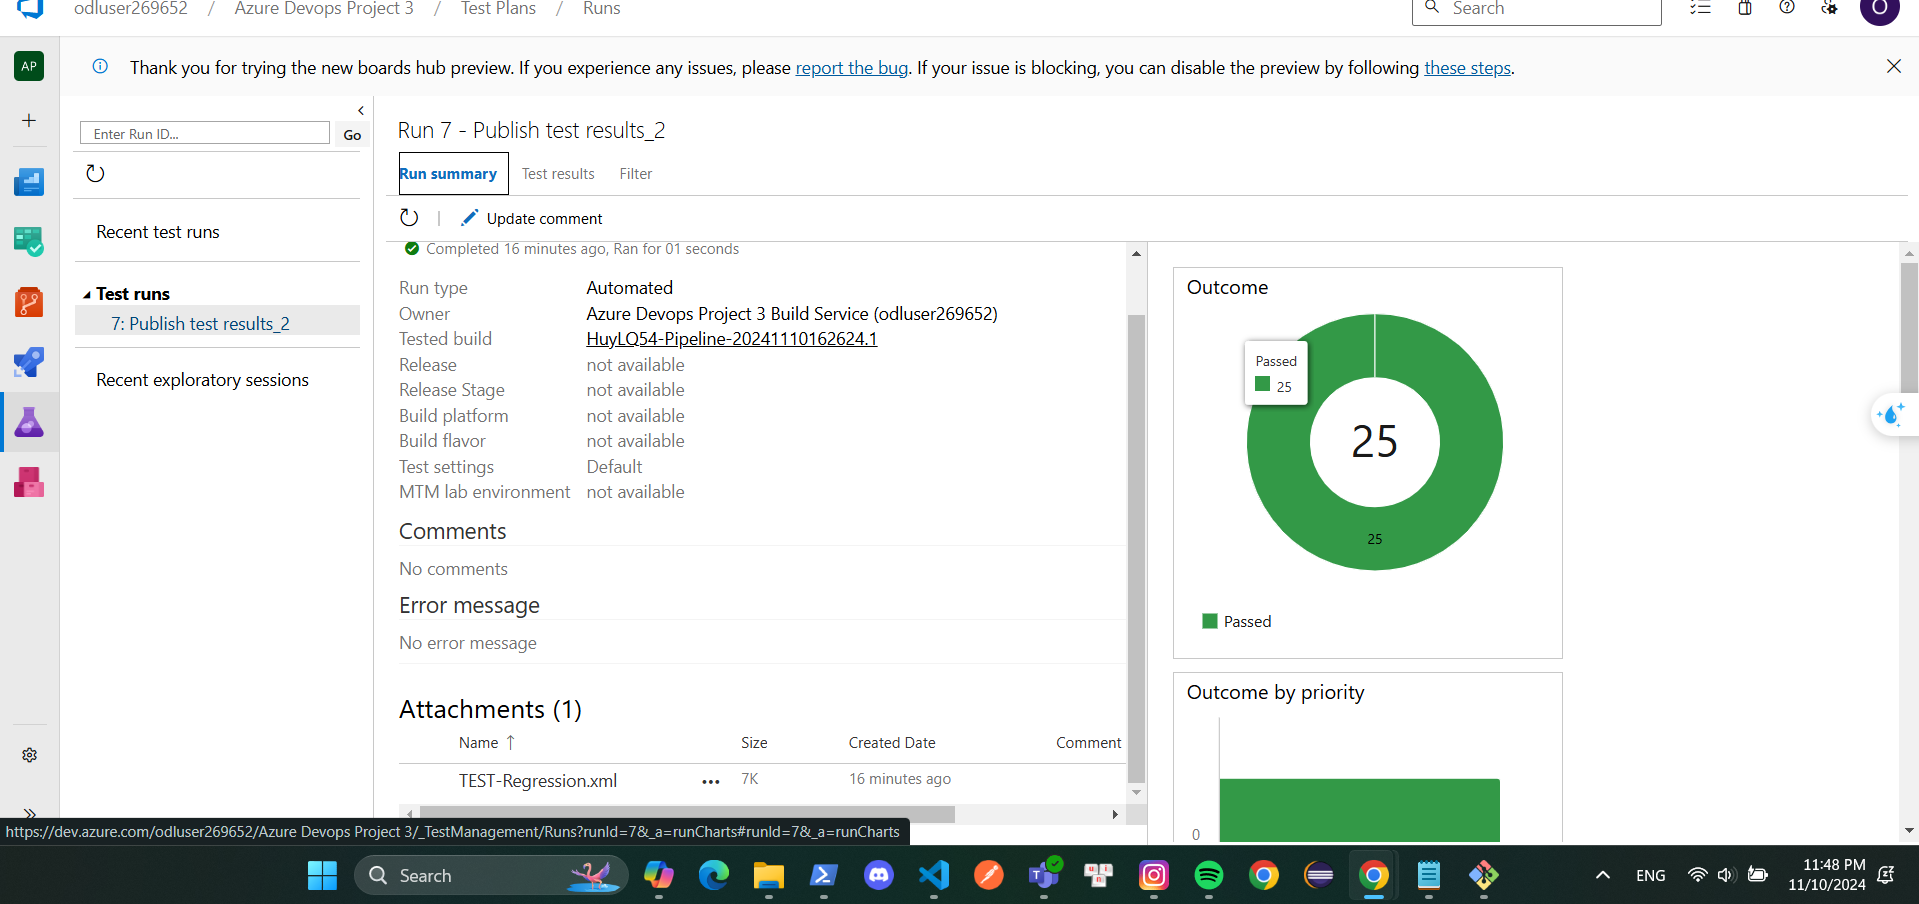 odluser269652 / Azure Devops Project 3 / Test Plans / Runs
Search
O
AP
Thank you for trying the new boards hub preview. If you experience any issues, please report the bug. If your issue is blocking, you can disable the preview by following these steps.
Enter Run ID...
Go
Recent test runs
Test runs
7: Publish test results_2
Recent exploratory sessions
Run 7 - Publish test results_2
Run summary Test results Filter
Update comment
Completed 16 minutes ago, Ran for 01 seconds
Run type Automated
Owner Azure Devops Project 3 Build Service (odluser269652)
Tested build HuyLQ54-Pipeline-20241110162624.1
Release not available
Release Stage not available
Build platform not available
Build flavor not available
Test settings Default
MTM lab environment not available
Comments
No comments
Error message
No error message
Attachments (1)
Name ↑ Size Created Date Comment
TEST-Regression.xml ••• 7K 16 minutes ago
Outcome
Passed
25
25
25
Passed
Outcome by priority
0
https://dev.azure.com/odluser269652/Azure Devops Project 3/_TestManagement/Runs?runId=7&_a=runCharts#runId=7&_a=runCharts
Search
ENG
11:48 PM
11/10/2024